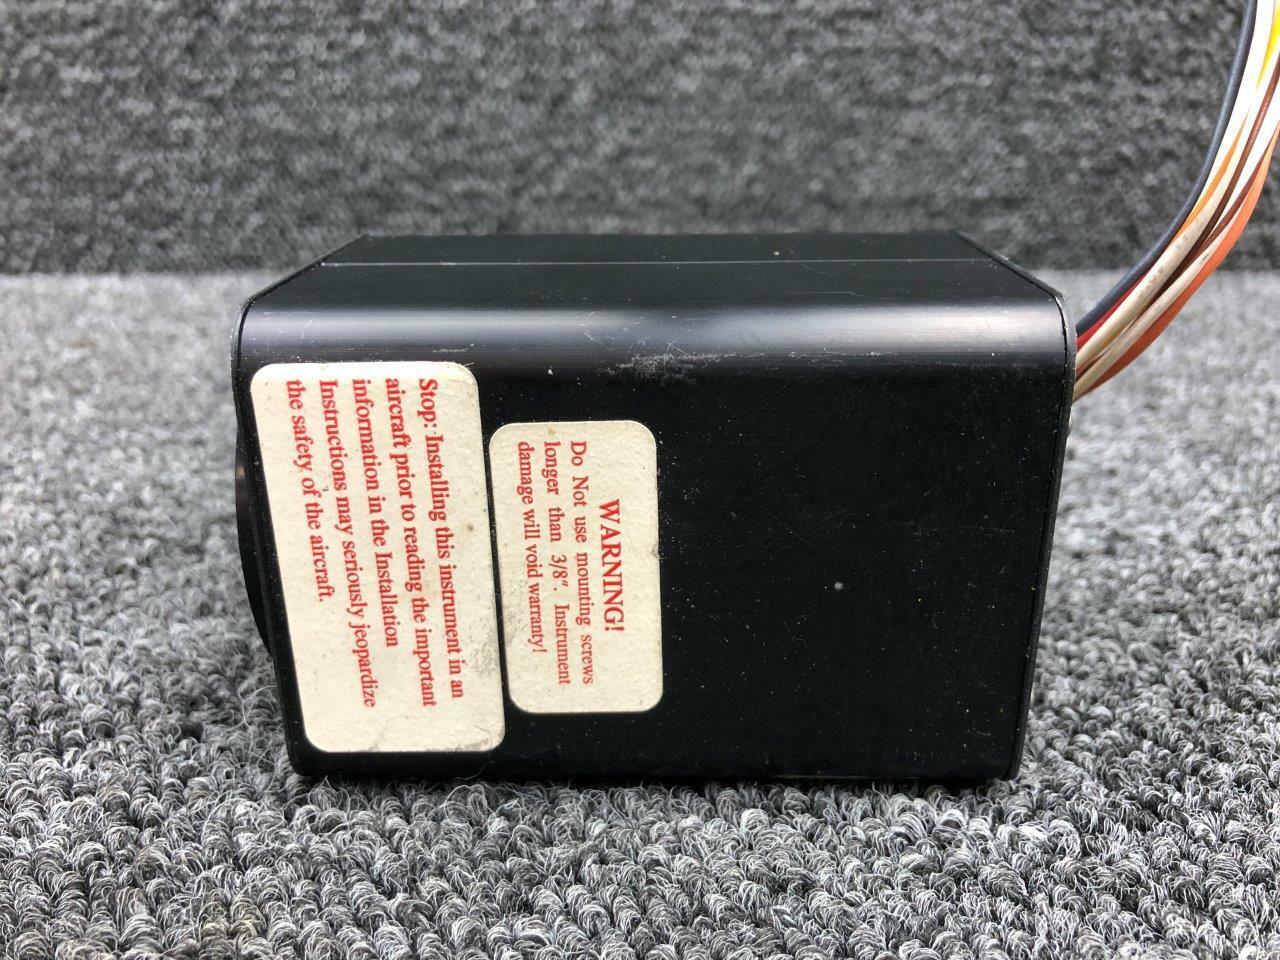 Stop: Installing this instrument in an
aircraft prior to reading the important
information in the Installation
Instructions may seriously jeopardize
the safety of the aircraft.
WARNING!
Do Not use mounting screws
longer than 3/8". Instrument
damage will void warranty!